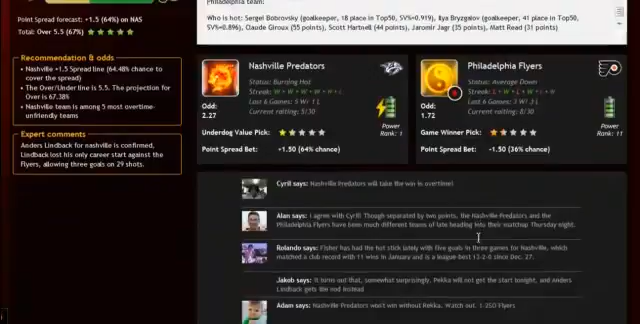 Philadelphia team:
Point Spread forecast: +1.5 (64%) on NAS
Total: Over 5.5 (67%)
Who is hot: Sergei Bobrovsky (goalkeeper, 18 place in Top50, SV%=0.919), Ilya Bryzgalov (goalkeeper, 41 place in Top50,
SV%=0.896), Claude Giroux (55 points), Scott Hartnell (44 points), Jaromir Jagr (35 points), Matt Read (31 points)
Recommendation & odds
• Nashville +1.5 Spread line (64.48% chance to
cover the spread)
• The Over/Under line is 5.5. The projection for
Over is 67.38%
• Nashville team is among 5 most overtime-
unfriendly teams
Expert comments
Anders Lindback for nashville is confirmed,
Lindback lost his only career start against the
Flyers, allowing three goals on 29 shots.
Nashville Predators
Status: Burning Hot
Streak: W + W + W + W + L
Last 6 Games: 5 W/ 1 L
Current rating: 5/30
Odd:
2.27
Underdog Value Pick:
Power
Rank: 1
Point Spread Bet: +1.50 (64% chance)
Philadelphia Flyers
Status: Average Down
Last 6 Games: 3 W/ 3 L
Current rating: 8/30
Odd:
1.72
Game Winner Pick:
Power
Rank: 11
Point Spread Bet: +1.50 (36% chance)
Cyril says: Nashville Predators will take the win in overtime!
Alan says: I agree with Cyril! Though separated by two points, the Nashville Predators and the
Philadelphia Flyers have been much different teams of late heading into their matchup Thursday night.
Rolando says: Fisher has had the hot stick lately with five goals in three games for Nashville, which
matched a club record with 11 wins in January and is a league-best 13-2-0 since Dec. 27.
Jakob says: It turns out that, somewhat surprisingly, Pekka will not get the start tonight, and Anders
Lindback gets the nod instead
Adam says: Nashville Predators won't win without Rekka. Watch out. 1-250 Flyers